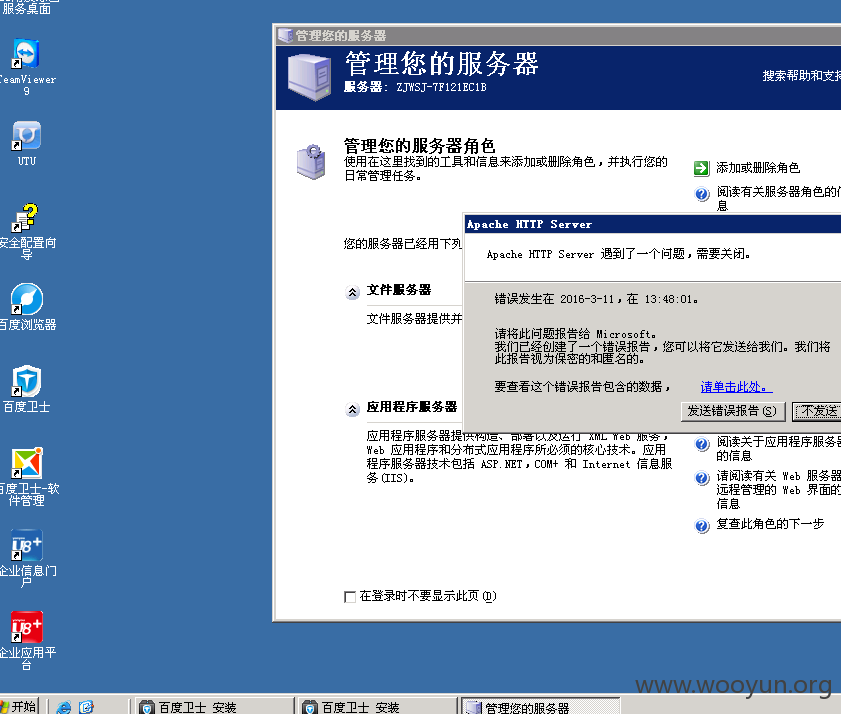 服务桌面
TeamViewer
9
UTU
安全配置向
导
百度浏览器
百度卫士
百度卫士-软
件管理
企业信息门
户
企业应用平
台
管理您的服务器
管理您的服务器
服务器: ZJWSJ-7F121EC1B
搜索帮助和支持
管理您的服务器角色
使用在这里找到的工具和信息来添加或删除角色，并执行您的
日常管理任务。
添加或删除角色
阅读有关服务器角色的信
息
您的服务器已经用下列
文件服务器
文件服务器提供并
Apache HTTP Server
Apache HTTP Server 遇到了一个问题，需要关闭。
错误发生在 2016-3-11，在 13:48:01。
请将此问题报告给 Microsoft。
我们已经创建了一个错误报告，您可以将它发送给我们。我们将
此报告视为保密的和匿名的。
要查看这个错误报告包含的数据，
请单击此处。
发送错误报告(S)
不发送
应用程序服务器
应用程序服务器提供构造、部署以及运行 XML Web 服务，
Web 应用程序和分布式应用程序所必须的核心技术。应用
程序服务器技术包括 ASP.NET，COM+ 和 Internet 信息服
务(IIS)。
阅读关于应用程序服务器
的信息
请阅读有关 Web 服务器
远程管理的 Web 界面的
信息
复查此角色的下一步
在登录时不要显示此页(D)
www.wooyun.org
开始
百度卫士 安装
百度卫士 安装
管理您的服务器